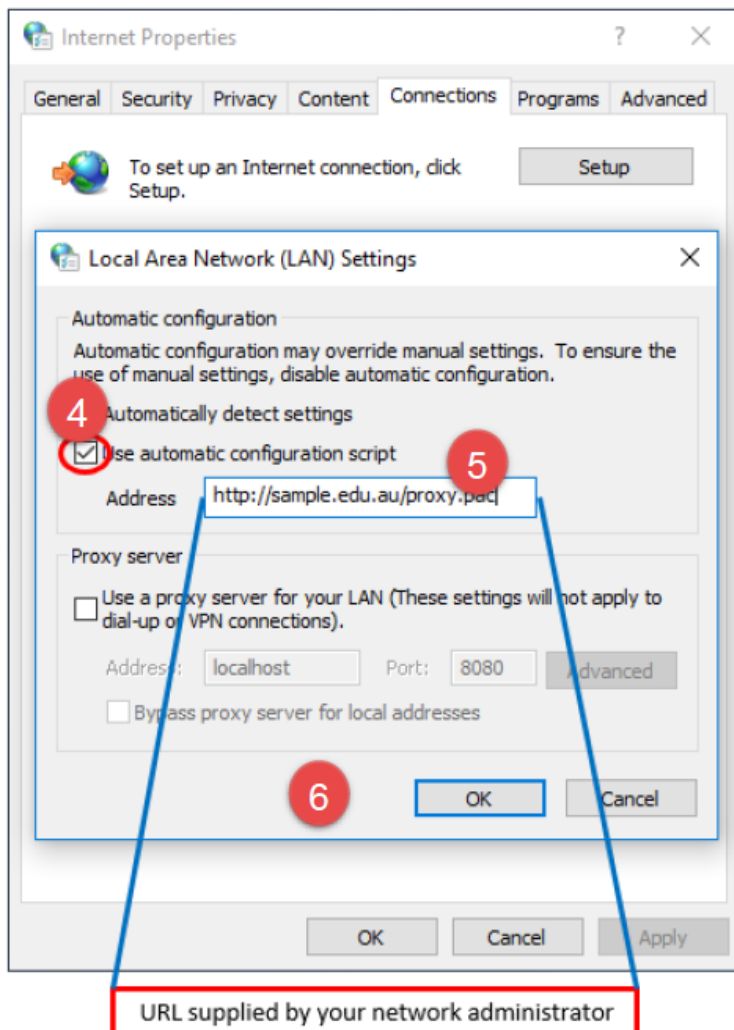 Internet Properties
?
General Security Privacy Content Connections Programs Advanced
To set up an Internet connection, click
Setup.
Setup
Local Area Network (LAN) Settings
Automatic configuration
Automatic configuration may override manual settings. To ensure the
use of manual settings, disable automatic configuration.
4
Automatically detect settings
Use automatic configuration script
5
Address http://sample.edu.au/proxy.pac
Proxy server
Use a proxy server for your LAN (These settings will not apply to
dial-up or VPN connections).
Address: localhost Port: 8080 Advanced
Bypass proxy server for local addresses
6
OK Cancel
OK Cancel Apply
URL supplied by your network administrator